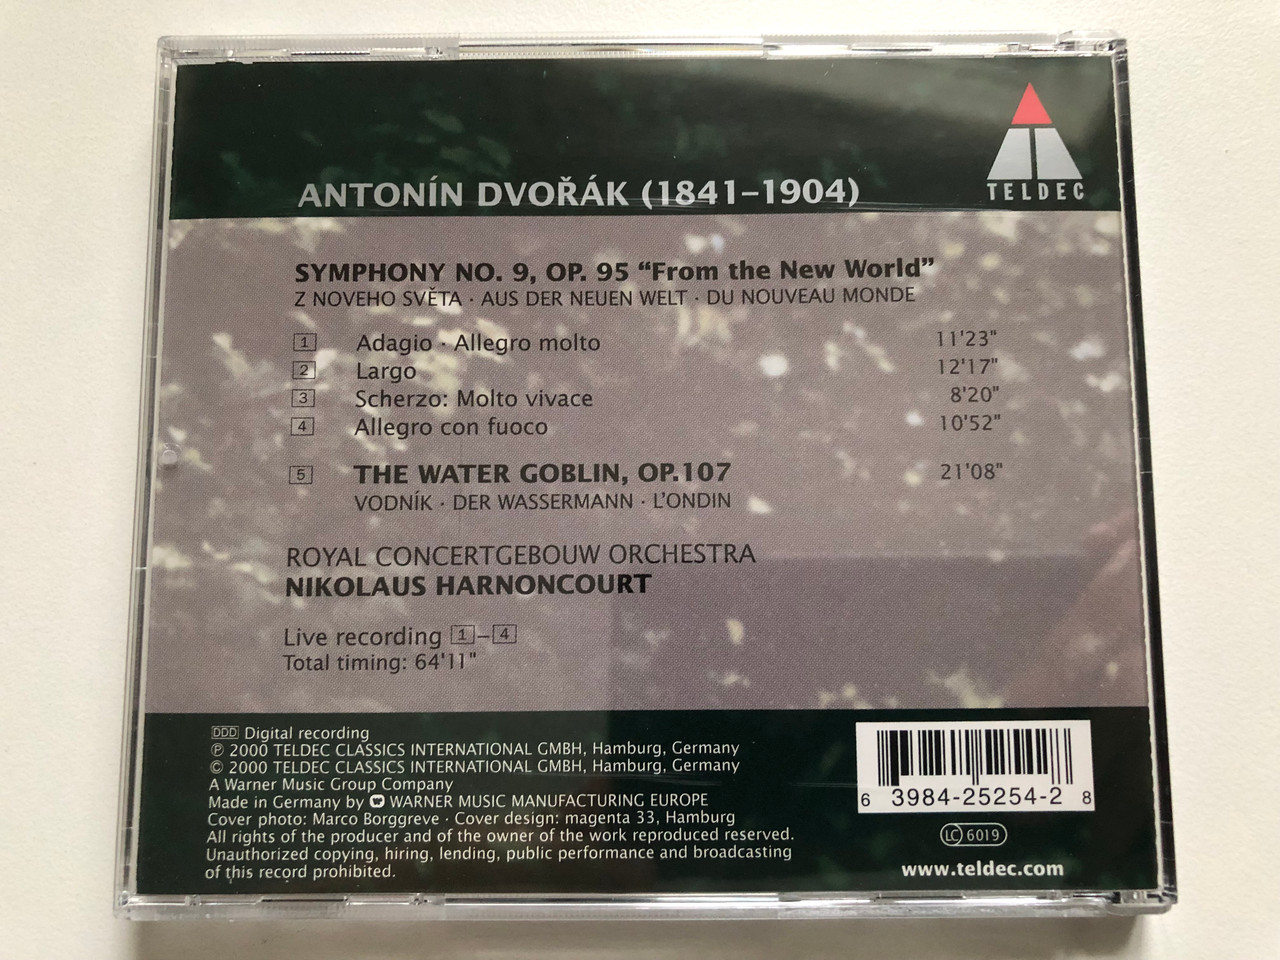 TELDEC
ANTONÍN DVOŘÁK (1841–1904)
SYMPHONY NO. 9, OP. 95 “From the New World”
Z NOVEHO SVĚTA · AUS DER NEUEN WELT · DU NOUVEAU MONDE
1 Adagio · Allegro molto 11'23"
2 Largo 12'17"
3 Scherzo: Molto vivace 8'20"
4 Allegro con fuoco 10'52"
5 THE WATER GOBLIN, OP.107 21'08"
VODNÍK · DER WASSERMANN · L’ONDIN
ROYAL CONCERTGEBOUW ORCHESTRA
NIKOLAUS HARNONCOURT
Live recording 1–4
Total timing: 64'11"
DDD Digital recording
℗ 2000 TELDEC CLASSICS INTERNATIONAL GMBH, Hamburg, Germany
© 2000 TELDEC CLASSICS INTERNATIONAL GMBH, Hamburg, Germany
A Warner Music Group Company
Made in Germany by WARNER MUSIC MANUFACTURING EUROPE
Cover photo: Marco Borggreve · Cover design: magenta 33, Hamburg
All rights of the producer and of the owner of the work reproduced reserved.
Unauthorized copying, hiring, lending, public performance and broadcasting
of this record prohibited.
6 3984-25254-2 8
LC 6019
www.teldec.com